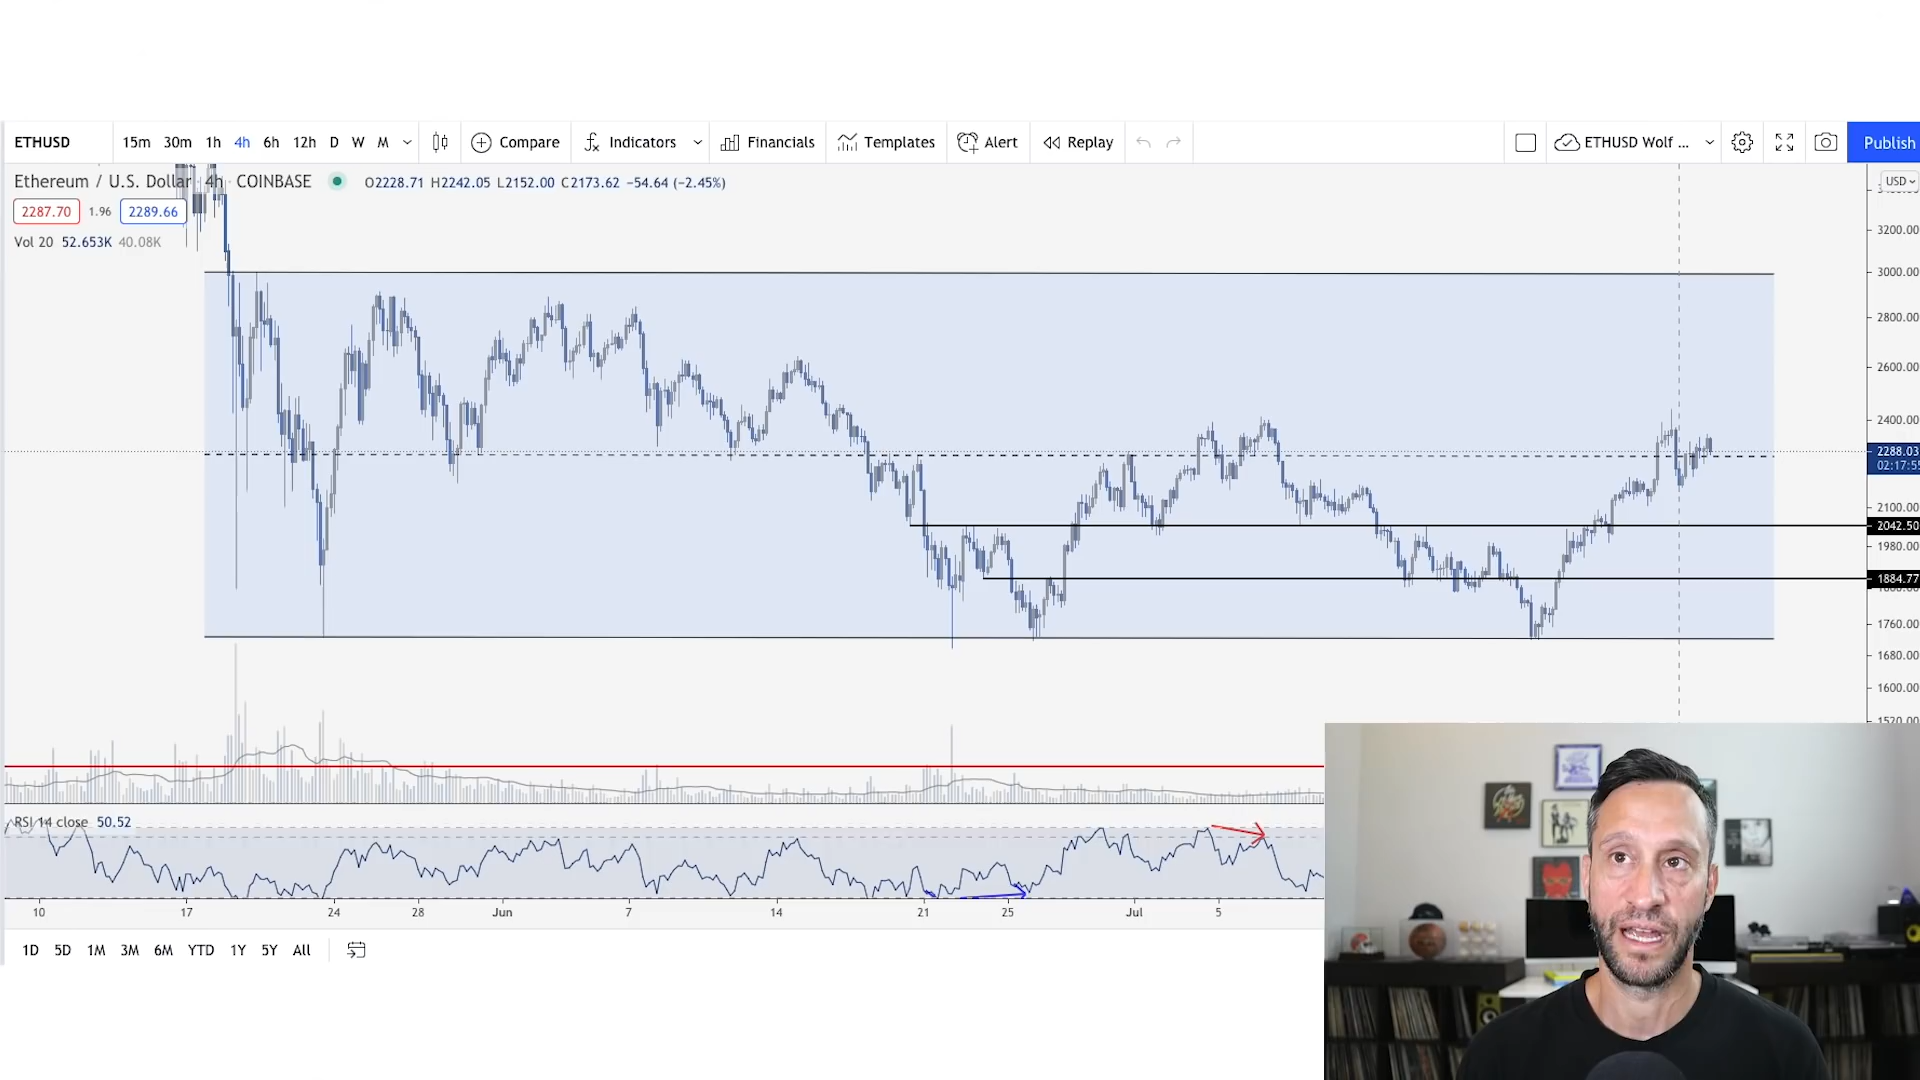 ETHUSD 15m 30m 1h 4h 6h 12h D W M Compare Indicators Financials Templates Alert Replay ETHUSD Wolf ... Publish
Ethereum / U.S. Dollar 4h COINBASE O2228.71 H2242.05 L2152.00 C2173.62 −54.64 (−2.45%) USD
2287.70 1.96 2289.66
Vol 20 52.653K 40.08K
3200.00
3000.00
2800.00
2600.00
2400.00
2288.03
02:17:55
2100.00
2042.50
1980.00
1884.77
1760.00
1680.00
1600.00
1520.00
RSI 14 close 50.52
10 17 24 28 Jun 7 14 21 25 Jul 5
1D 5D 1M 3M 6M YTD 1Y 5Y All